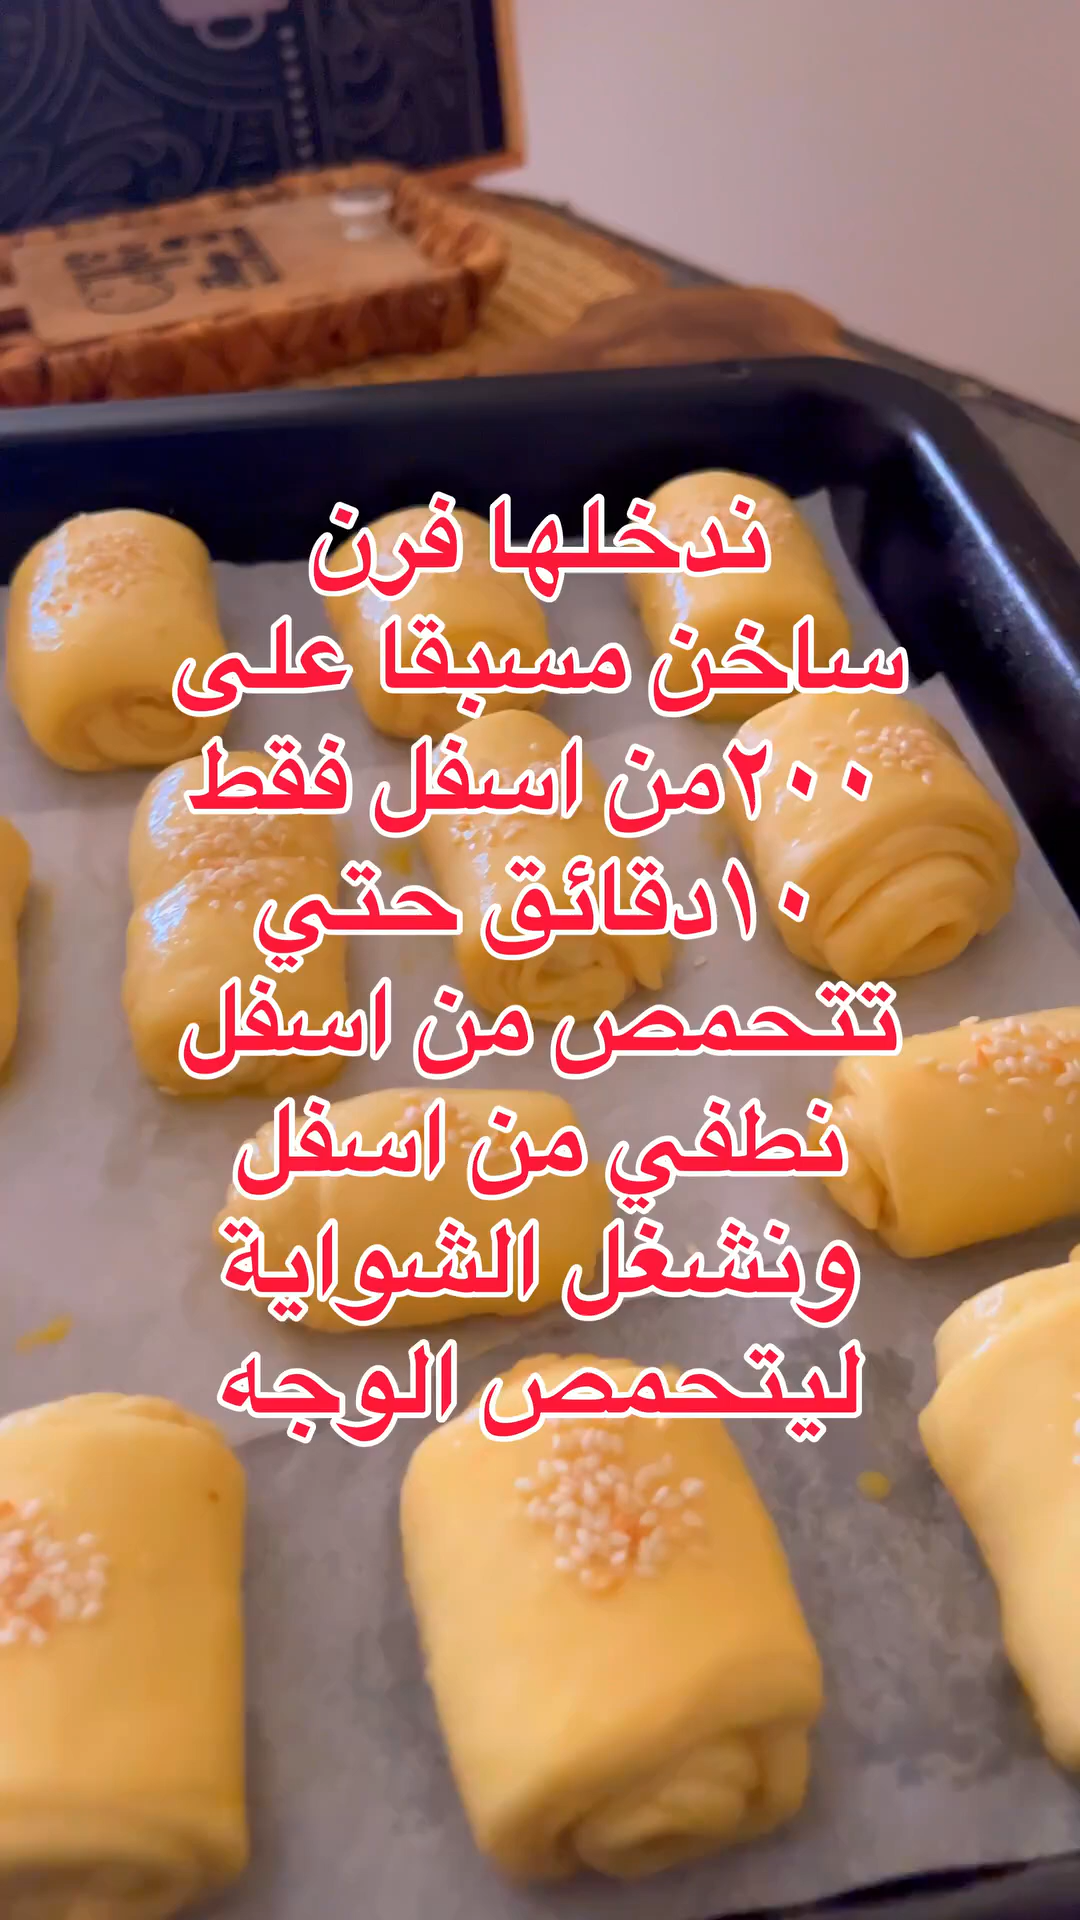 ندخلها فرن
ساخن مسبقا على
٢٠٠من اسفل فقط
١٠دقائق حتي
تتحمص من اسفل
نطفي من اسفل
ونشغل الشواية
ليتحمص الوجه